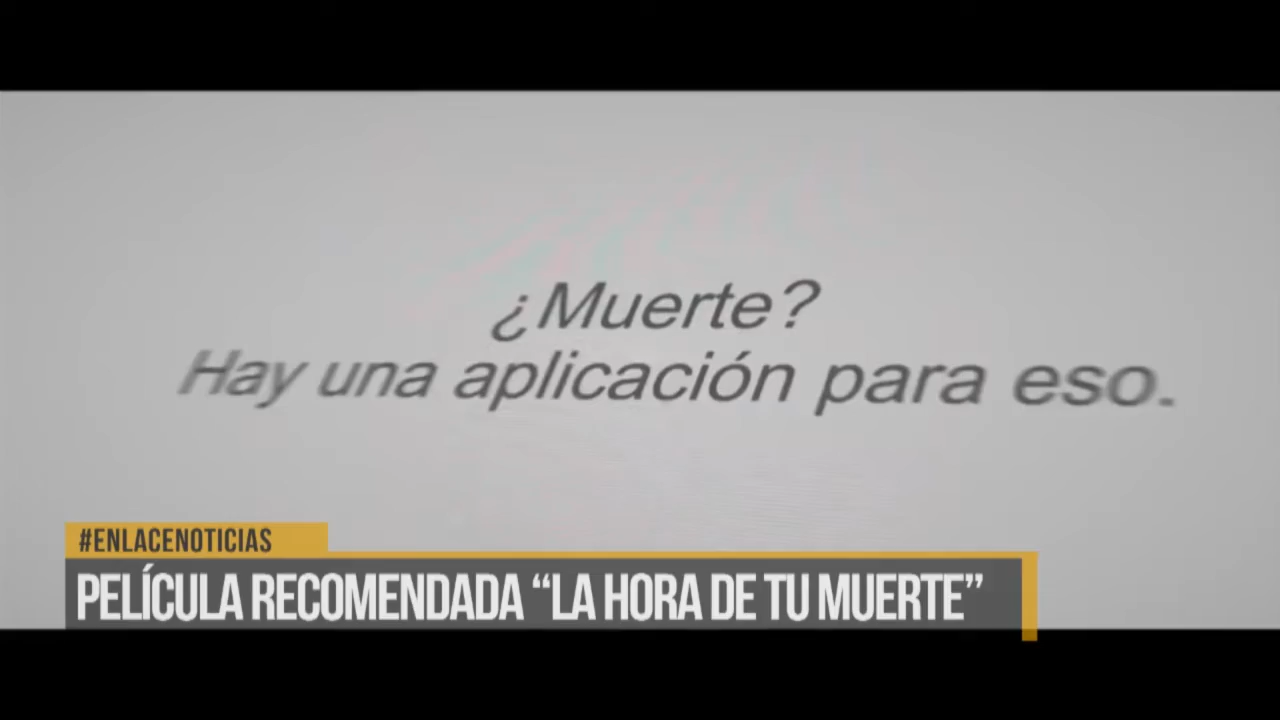 ¿Muerte?
Hay una aplicación para eso.
#ENLACENOTICIAS
PELÍCULA RECOMENDADA “LA HORA DE TU MUERTE”